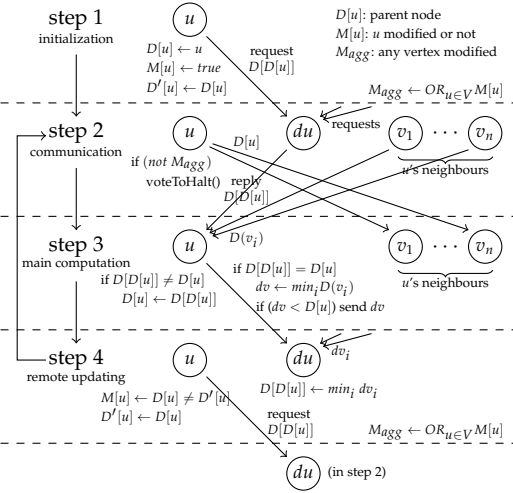 step 1
initialization
u
D[u] ← u
M[u] ← true
D′[u] ← D[u]
request
D[D[u]]
D[u]: parent node
M[u]: u modified or not
M_agg: any vertex modified
M_agg ← OR_{u∈V} M[u]
step 2
communication
u
if (not M_agg)
voteToHalt()
D[u]
du
requests
reply
D[D[u]]
v_1 ··· v_n
u's neighbours
step 3
main computation
u
D(v_i)
v_1 ··· v_n
u's neighbours
if D[D[u]] ≠ D[u]
D[u] ← D[D[u]]
if D[D[u]] = D[u]
dv ← min_i D(v_i)
if (dv < D[u]) send dv
step 4
remote updating
u
M[u] ← D[u] ≠ D′[u]
D′[u] ← D[u]
du
dv_i
D[D[u]] ← min_i dv_i
request
D[D[u]]
M_agg ← OR_{u∈V} M[u]
du (in step 2)